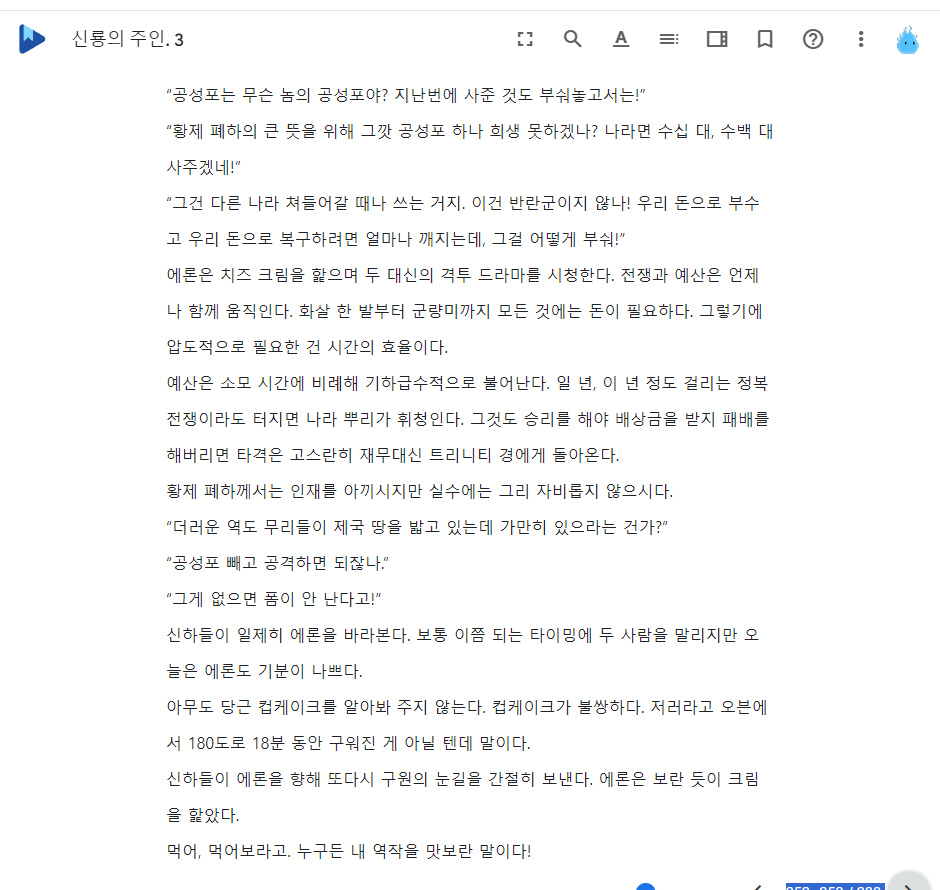 신룡의 주인. 3
“공성포는 무슨 놈의 공성포야? 지난번에 사준 것도 부숴놓고서는!”
“황제 폐하의 큰 뜻을 위해 그깟 공성포 하나 희생 못하겠나? 나라면 수십 대, 수백 대
사주겠네!”
“그건 다른 나라 쳐들어갈 때나 쓰는 거지. 이건 반란군이지 않나! 우리 돈으로 부수
고 우리 돈으로 복구하려면 얼마나 깨지는데, 그걸 어떻게 부숴!”
에론은 치즈 크림을 핥으며 두 대신의 격투 드라마를 시청한다. 전쟁과 예산은 언제
나 함께 움직인다. 화살 한 발부터 군량미까지 모든 것에는 돈이 필요하다. 그렇기에
압도적으로 필요한 건 시간의 효율이다.
예산은 소모 시간에 비례해 기하급수적으로 불어난다. 일 년, 이 년 정도 걸리는 정복
전쟁이라도 터지면 나라 뿌리가 휘청인다. 그것도 승리를 해야 배상금을 받지 패배를
해버리면 타격은 고스란히 재무대신 트리니티 경에게 돌아온다.
황제 폐하께서는 인재를 아끼시지만 실수에는 그리 자비롭지 않으시다.
“더러운 역도 무리들이 제국 땅을 밟고 있는데 가만히 있으라는 건가?”
“공성포 빼고 공격하면 되잖나.”
“그게 없으면 폼이 안 난다고!”
신하들이 일제히 에론을 바라본다. 보통 이쯤 되는 타이밍에 두 사람을 말리지만 오
늘은 에론도 기분이 나쁘다.
아무도 당근 컵케이크를 알아봐 주지 않는다. 컵케이크가 불쌍하다. 저러라고 오븐에
서 180도로 18분 동안 구워진 게 아닐 텐데 말이다.
신하들이 에론을 향해 또다시 구원의 눈길을 간절히 보낸다. 에론은 보란 듯이 크림
을 핥았다.
먹어, 먹어보라고. 누구든 내 역작을 맛보란 말이다!